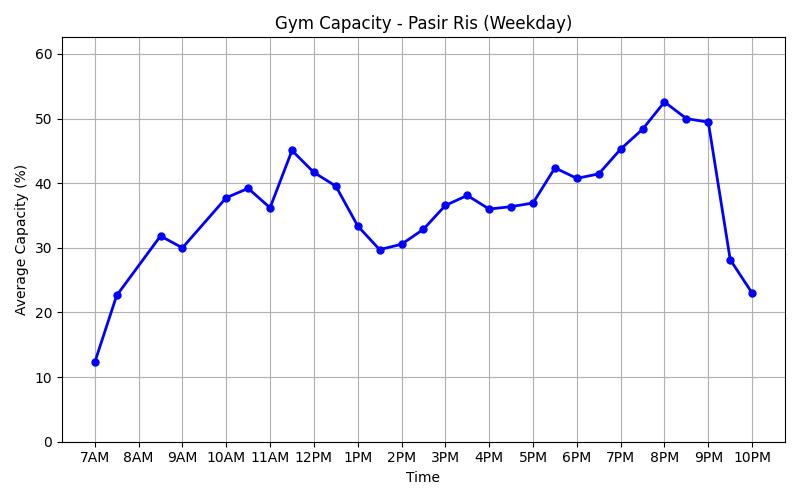 Gym Capacity - Pasir Ris (Weekday)
Average Capacity (%)
60
50
40
30
20
10
0
7AM 8AM 9AM 10AM 11AM 12PM 1PM 2PM 3PM 4PM 5PM 6PM 7PM 8PM 9PM 10PM
Time